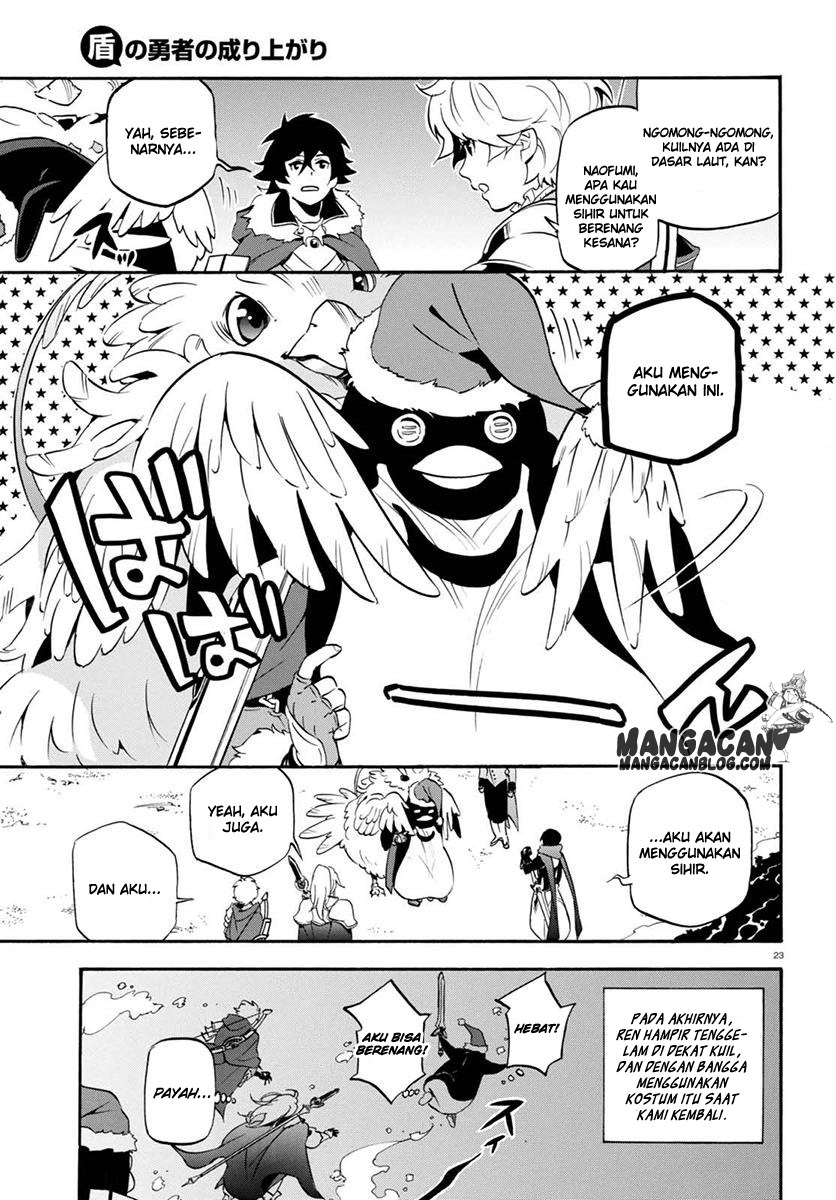 盾の勇者の成り上がり
NGOMONG-NGOMONG,
KUILNYA ADA DI
DASAR LAUT, KAN?
NAOFUMI,
APA KAU
MENGGUNAKAN
SIHIR UNTUK
BERENANG
KESANA?
YAH, SEBE-
NARNYA...
AKU MENG-
GUNAKAN INI.
ばばーん
MANGACAN
MANGACANBLOG.COM
...AKU AKAN
MENGGUNAKAN
SIHIR.
YEAH, AKU
JUGA.
DAN AKU...
23
PADA AKHIRNYA,
REN HAMPIR TENGGE-
LAM DI DEKAT KUIL,
DAN DENGAN BANGGA
MENGGUNAKAN
KOSTUM ITU SAAT
KAMI KEMBALI.
HEBAT!
AKU BISA
BERENANG!
PAYAH...